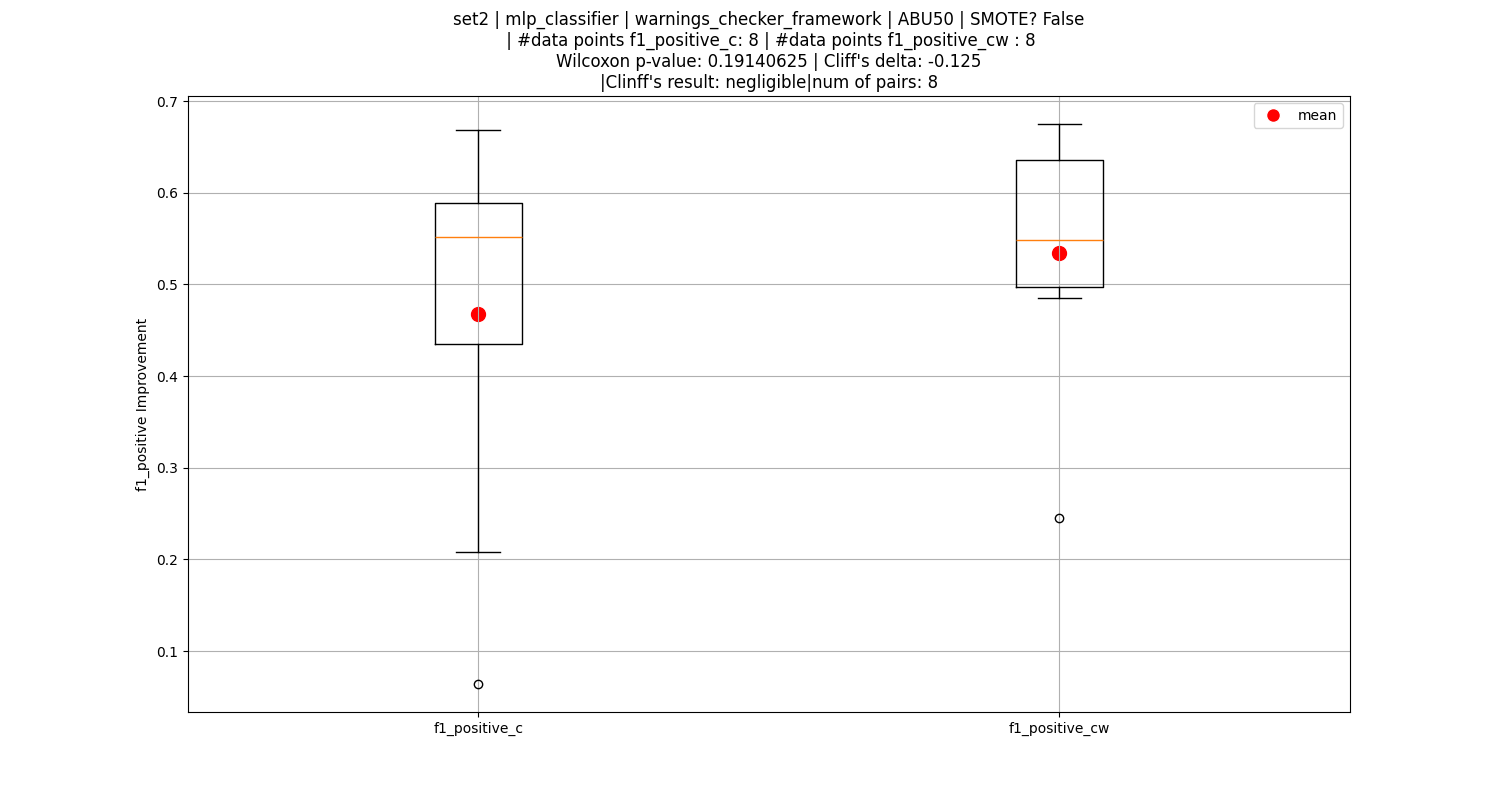 set2 | mlp_classifier | warnings_checker_framework | ABU50 | SMOTE? False
| #data points f1_positive_c: 8 | #data points f1_positive_cw : 8
Wilcoxon p-value: 0.19140625 | Cliff's delta: -0.125
|Clinff's result: negligible|num of pairs: 8
mean
0.7
0.6
0.5
0.4
0.3
0.2
0.1
f1_positive Improvement
f1_positive_c
f1_positive_cw